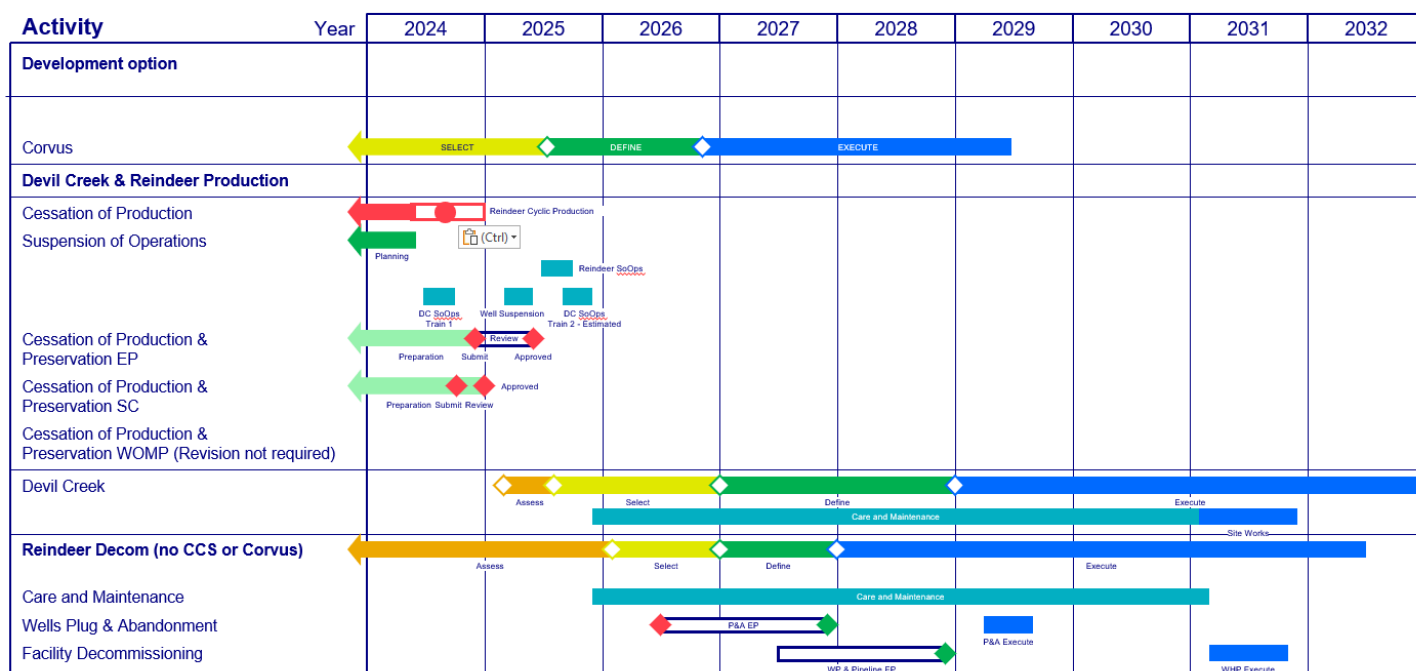 Activity Year 2024 2025 2026 2027 2028 2029 2030 2031 2032
Development option
Corvus SELECT DEFINE EXECUTE
Devil Creek & Reindeer Production
Cessation of Production Reindeer Cyclic Production
Suspension of Operations (Ctrl)
Planning
Reindeer SoOps
DC SoOps Well Suspension DC SoOps
Train 1 Train 2 - Estimated
Cessation of Production & Review
Preservation EP Preparation Submit Approved
Cessation of Production & Approved
Preservation SC Preparation Submit Review
Cessation of Production &
Preservation WOMP (Revision not required)
Devil Creek
Assess Select Define Execute
Care and Maintenance
Site Works
Reindeer Decom (no CCS or Corvus)
Assess Select Define Execute
Care and Maintenance Care and Maintenance
Wells Plug & Abandonment P&A EP
P&A Execute
Facility Decommissioning
WP & Pipeline EP WHP Execute